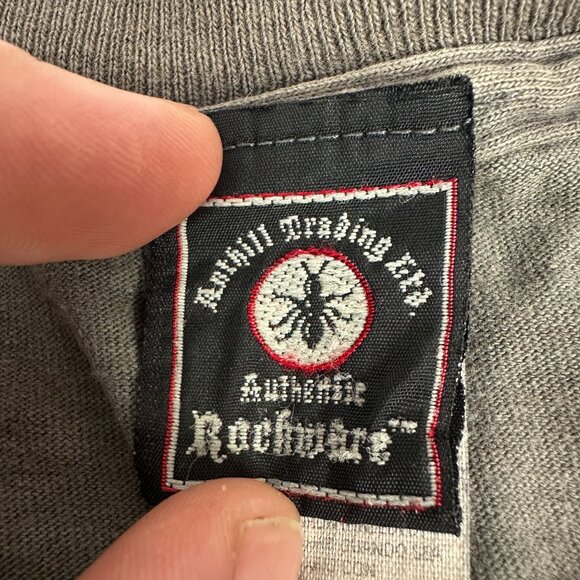 Anthill Trading Ltd.
Authentic
Rockware™